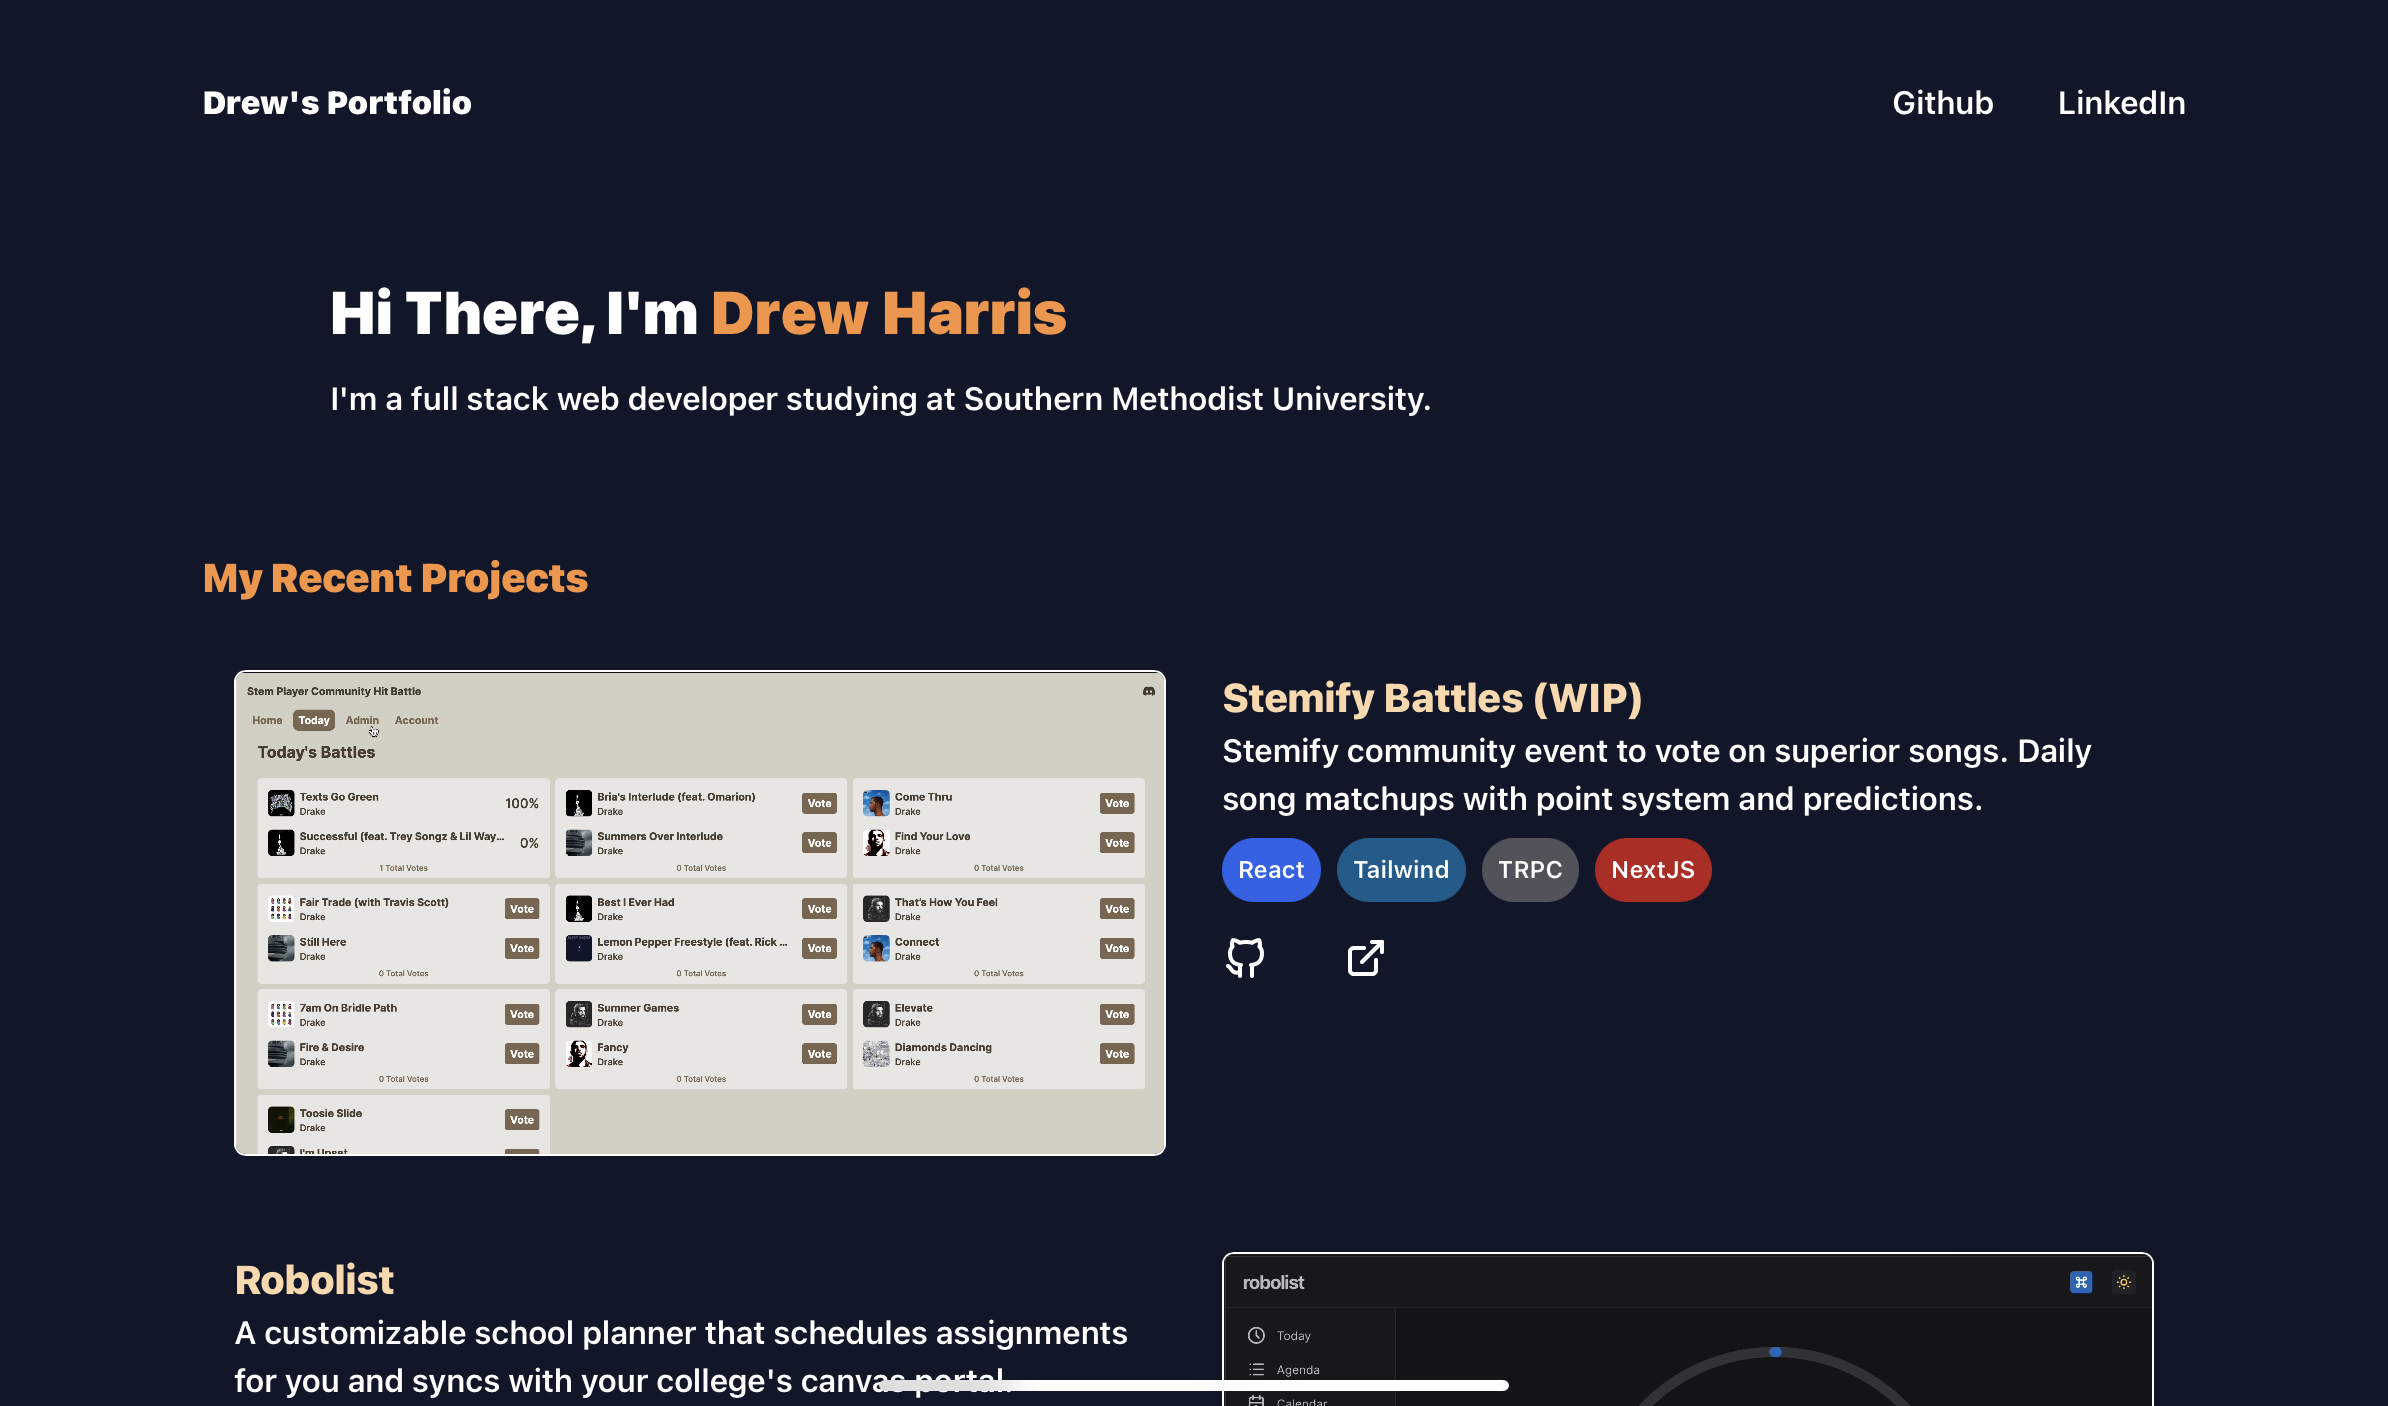 Drew's Portfolio
Github
LinkedIn
Hi There, I'm Drew Harris
I'm a full stack web developer studying at Southern Methodist University.
My Recent Projects
Stem Player Community Hit Battle
Home Today Admin Account
Today's Battles
Texts Go Green
Drake
100%
Successful (feat. Trey Songz & Lil Way...
Drake
0%
1 Total Votes
Bria's Interlude (feat. Omarion)
Drake
Vote
Summers Over Interlude
Drake
Vote
0 Total Votes
Come Thru
Drake
Vote
Find Your Love
Drake
Vote
0 Total Votes
Fair Trade (with Travis Scott)
Drake
Vote
Still Here
Drake
Vote
0 Total Votes
Best I Ever Had
Drake
Vote
Lemon Pepper Freestyle (feat. Rick ...
Drake
Vote
0 Total Votes
That's How You Feel
Drake
Vote
Connect
Drake
Vote
0 Total Votes
7am On Bridle Path
Drake
Vote
Fire & Desire
Drake
Vote
0 Total Votes
Summer Games
Drake
Vote
Fancy
Drake
Vote
0 Total Votes
Elevate
Drake
Vote
Diamonds Dancing
Drake
Vote
0 Total Votes
Toosie Slide
Drake
Vote
I'm Upset
Stemify Battles (WIP)
Stemify community event to vote on superior songs. Daily
song matchups with point system and predictions.
React Tailwind TRPC NextJS
Robolist
A customizable school planner that schedules assignments
for you and syncs with your college's canvas portal.
robolist
Today
Agenda
Calendar